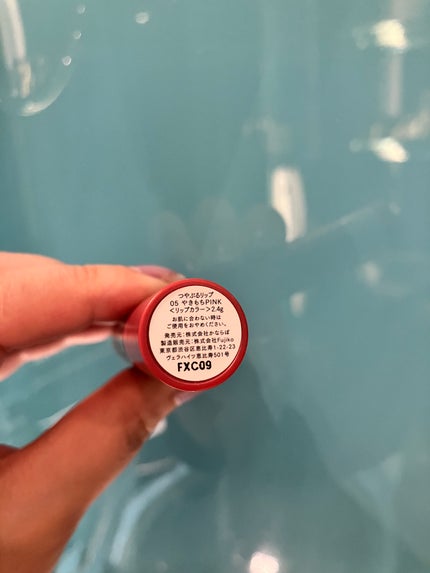 つやぷるリップ
05 やきもちPINK
<リップカラー>2.4g
お肌に合わない時は
ご使用をおやめください。
発売元:株式会社かならぼ
製造販売元:株式会社Fujiko
東京都渋谷区恵比寿1-22-23
ヴェラハイツ恵比寿501号
FXC09